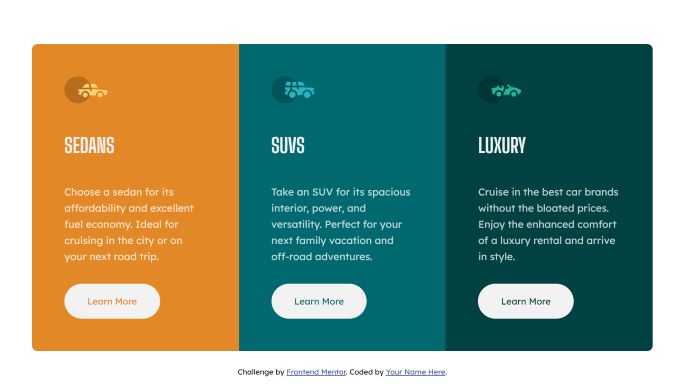 SEDANS
Choose a sedan for its
affordability and excellent
fuel economy. Ideal for
cruising in the city or on
your next road trip.
Learn More
SUVS
Take an SUV for its spacious
interior, power, and
versatility. Perfect for your
next family vacation and
off-road adventures.
Learn More
LUXURY
Cruise in the best car brands
without the bloated prices.
Enjoy the enhanced comfort
of a luxury rental and arrive
in style.
Learn More
Challenge by Frontend Mentor. Coded by Your Name Here.